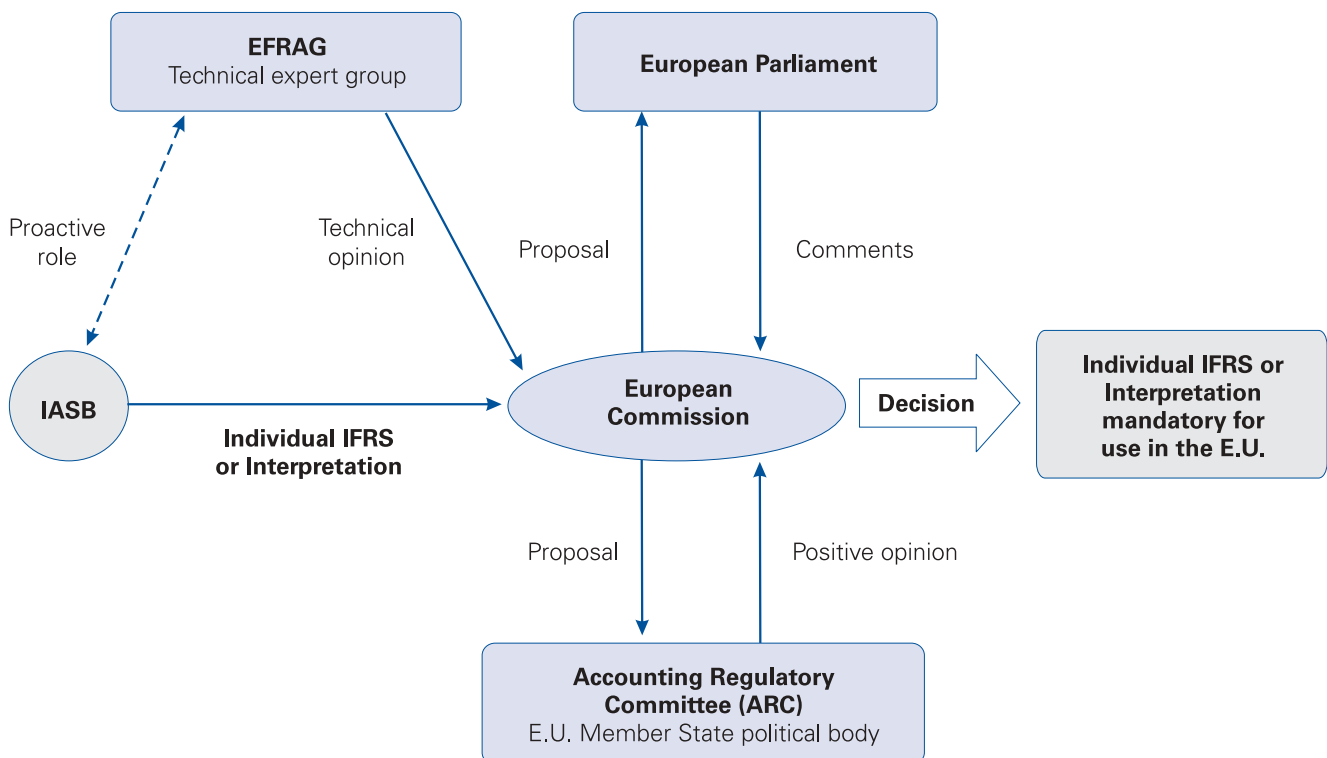 EFRAG
Technical expert group
European Parliament
Proactive
role
Technical
opinion
Proposal
Comments
IASB
Individual IFRS
or Interpretation
European
Commission
Decision
Individual IFRS or
Interpretation
mandatory for
use in the E.U.
Proposal
Positive opinion
Accounting Regulatory
Committee (ARC)
E.U. Member State political body